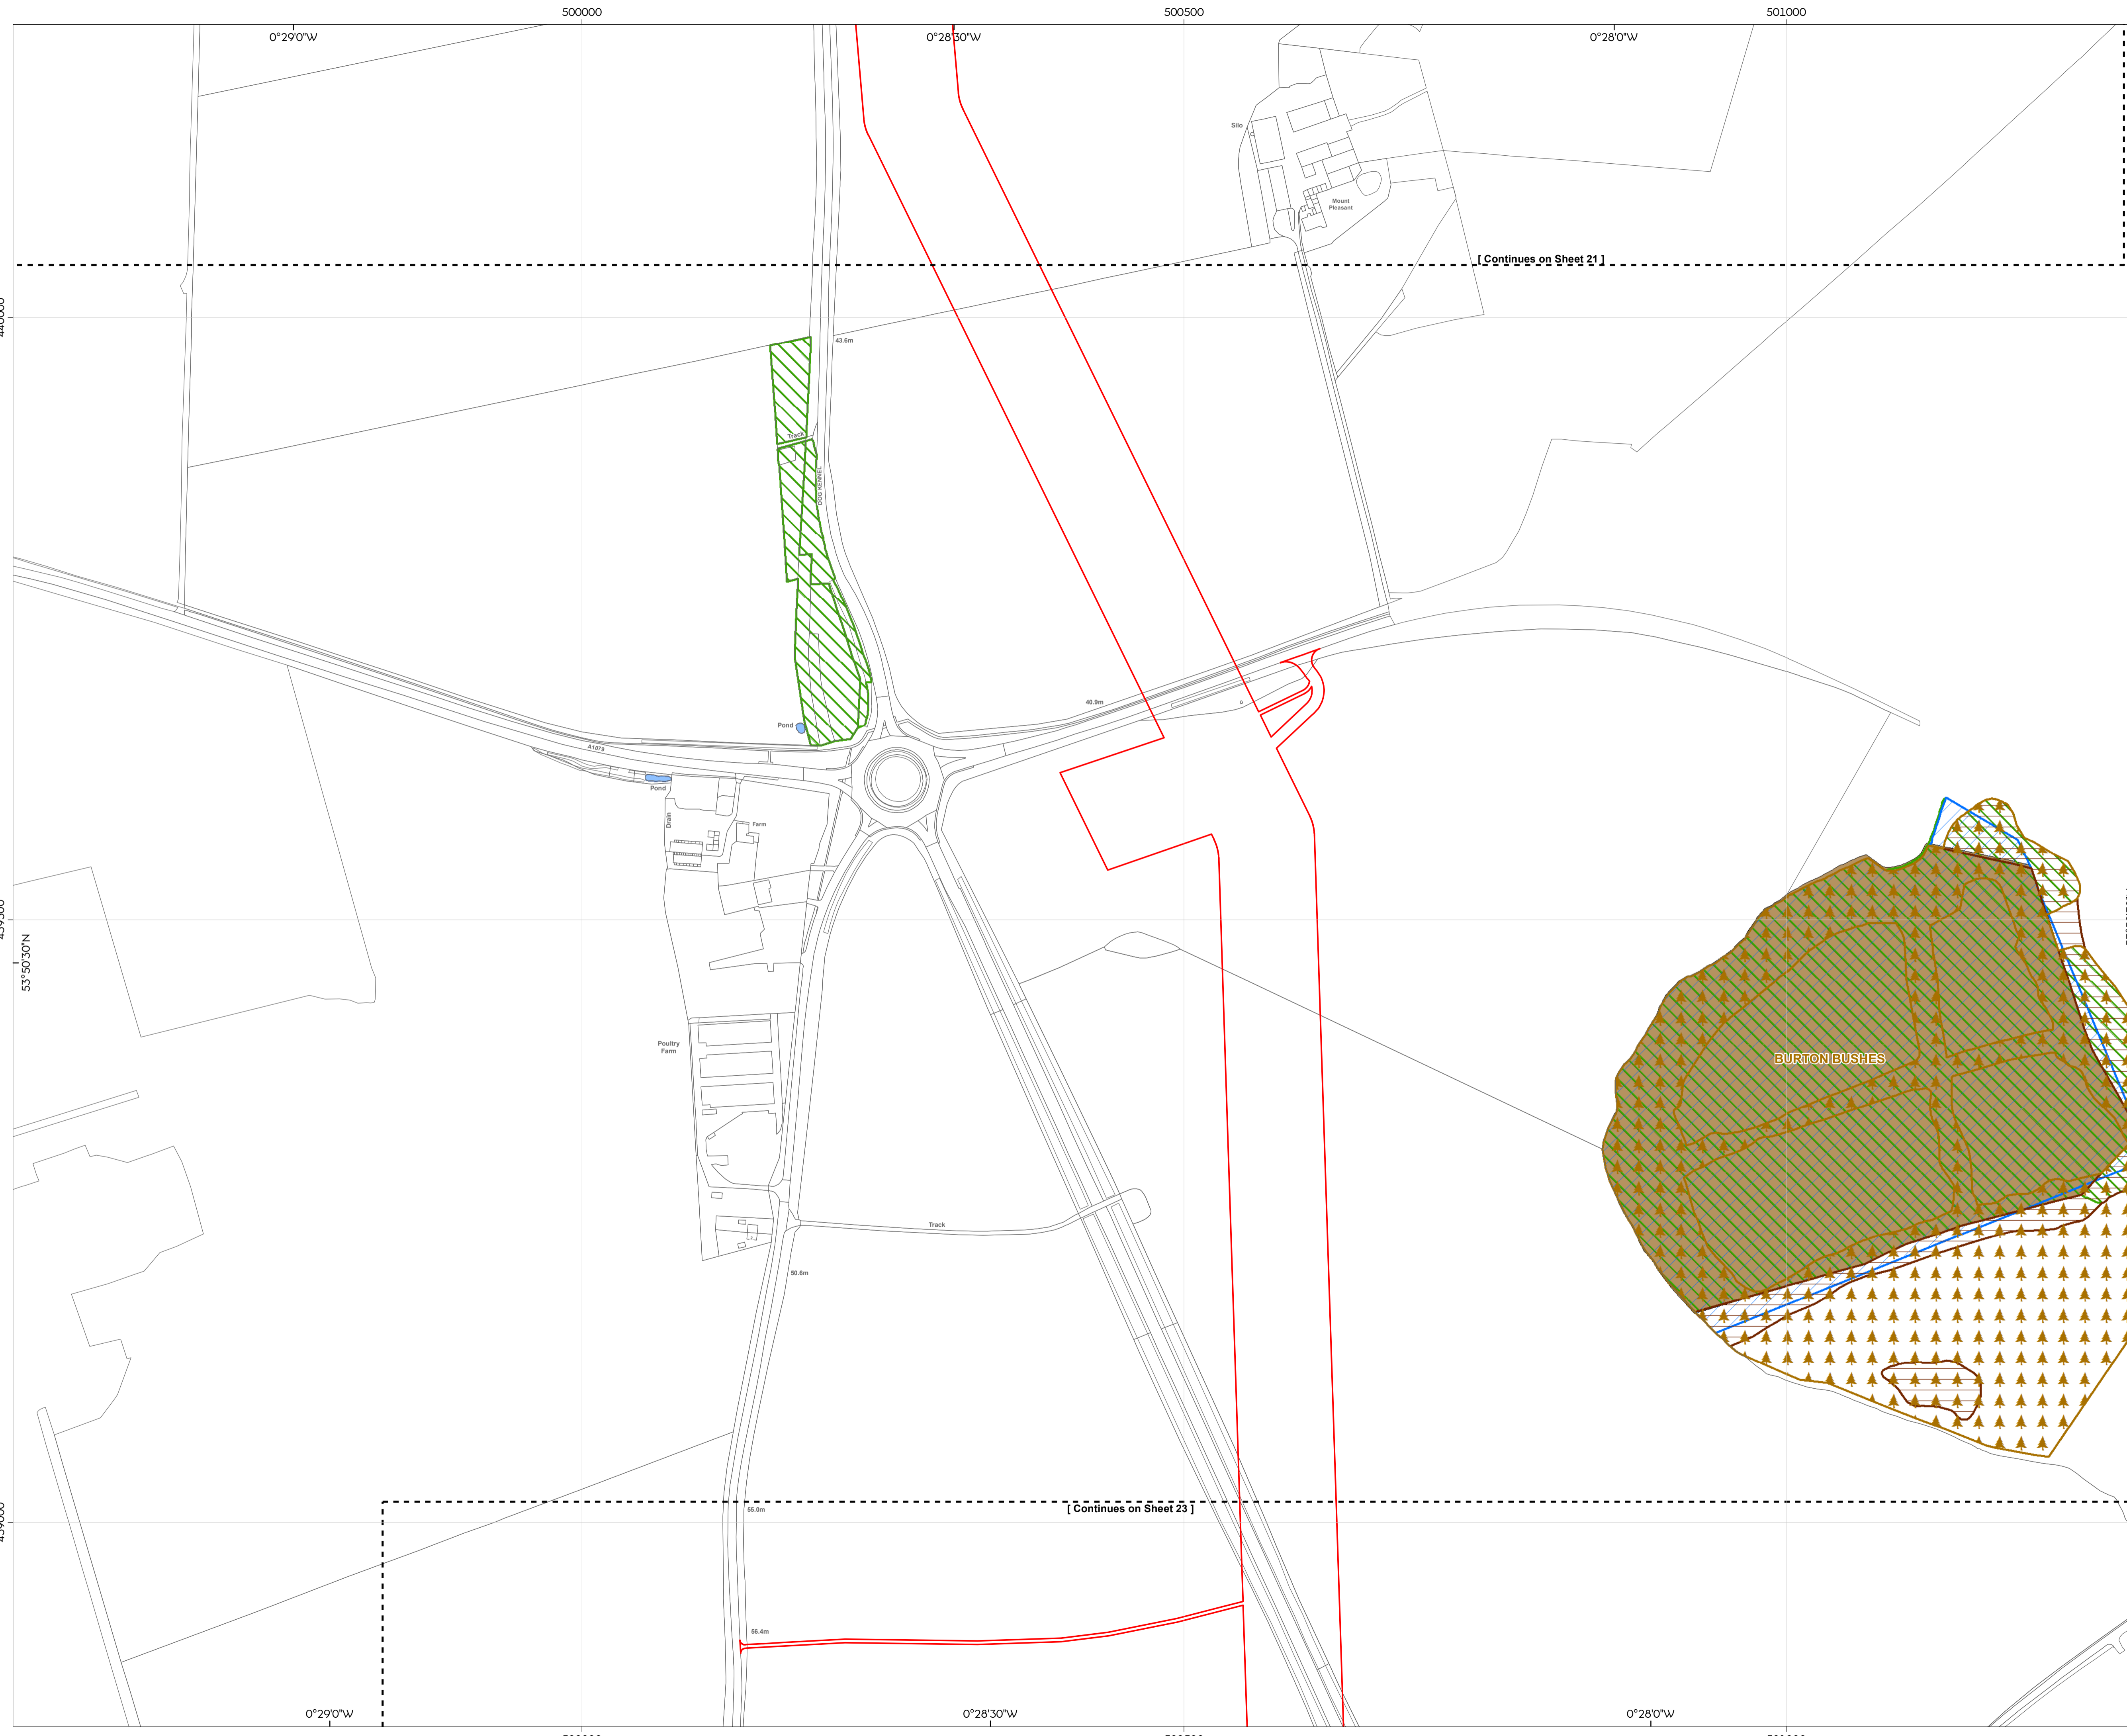 500000
500500
501000
0°29'0"W
0°28'30"W
0°28'0"W
Silo
Mount
Pleasant
[ Continues on Sheet 21 ]
43.6m
Track
DOG KENNEL
40.9m
Pond
A1079
Pond
Drain
Farm
53°50'30"N
Poultry
Farm
BURTON BUSHES
Track
50.6m
[ Continues on Sheet 23 ]
55.0m
56.4m
0°29'0"W
0°28'30"W
0°28'0"W